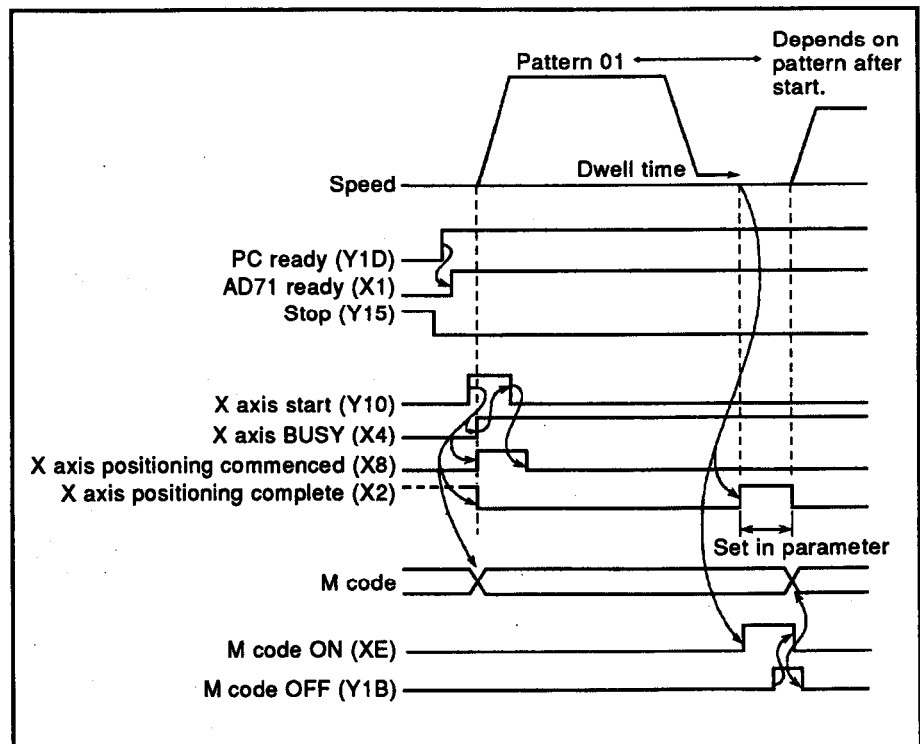 Depends on
pattern after
start.
Pattern 01
Dwell time
Speed
PC ready (Y1D)
AD71 ready (X1)
Stop (Y15)
X axis start (Y10)
X axis BUSY (X4)
X axis positioning commenced (X8)
X axis positioning complete (X2)
Set in parameter
M code
M code ON (XE)
M code OFF (Y1B)